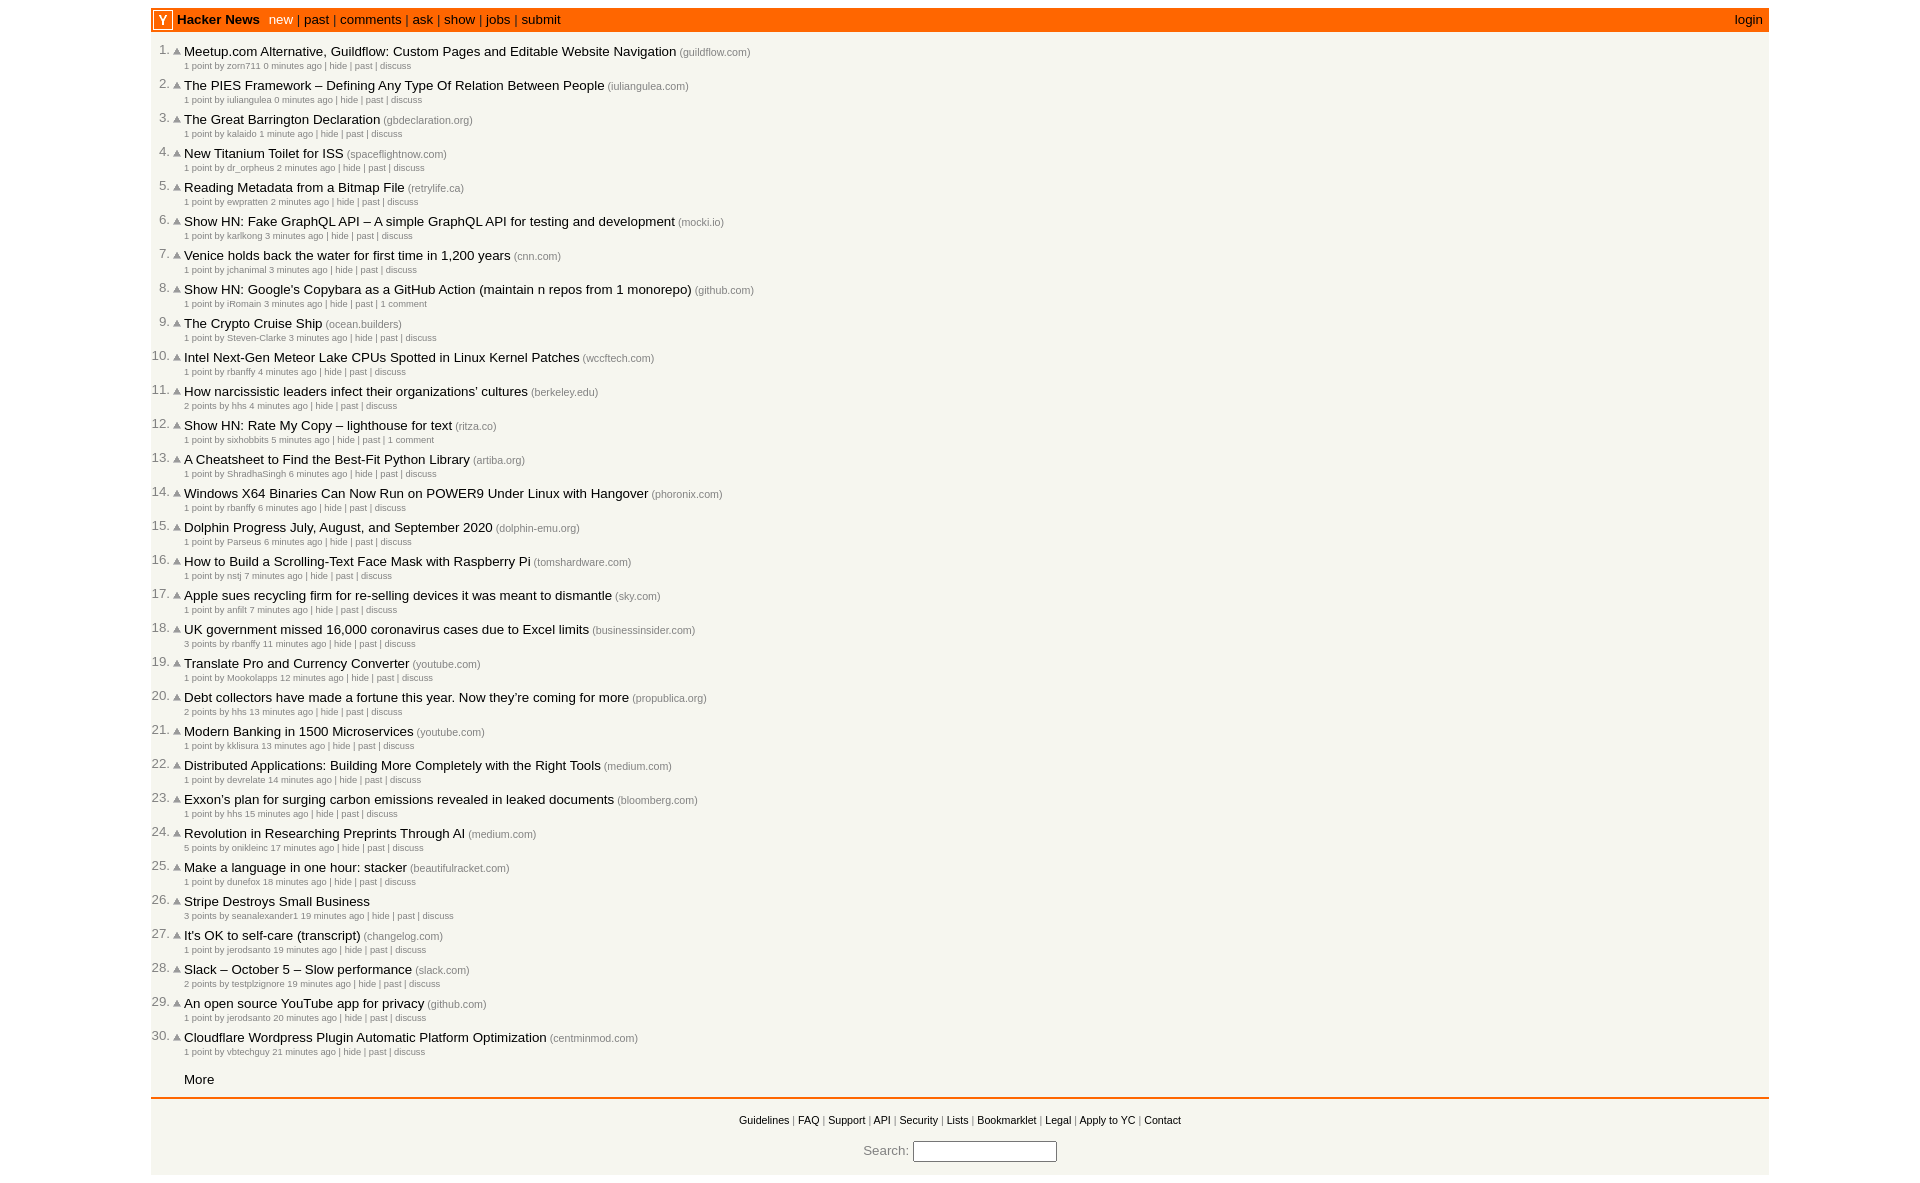 Y Hacker News new | past | comments | ask | show | jobs | submit login
1. Meetup.com Alternative, Guildflow: Custom Pages and Editable Website Navigation (guildflow.com)
1 point by zorn711 0 minutes ago | hide | past | discuss
2. The PIES Framework – Defining Any Type Of Relation Between People (iuliangulea.com)
1 point by iuliangulea 0 minutes ago | hide | past | discuss
3. The Great Barrington Declaration (gbdeclaration.org)
1 point by kalaido 1 minute ago | hide | past | discuss
4. New Titanium Toilet for ISS (spaceflightnow.com)
1 point by dr_orpheus 2 minutes ago | hide | past | discuss
5. Reading Metadata from a Bitmap File (retrylife.ca)
1 point by ewpratten 2 minutes ago | hide | past | discuss
6. Show HN: Fake GraphQL API – A simple GraphQL API for testing and development (mocki.io)
1 point by karlkong 3 minutes ago | hide | past | discuss
7. Venice holds back the water for first time in 1,200 years (cnn.com)
1 point by jchanimal 3 minutes ago | hide | past | discuss
8. Show HN: Google's Copybara as a GitHub Action (maintain n repos from 1 monorepo) (github.com)
1 point by iRomain 3 minutes ago | hide | past | 1 comment
9. The Crypto Cruise Ship (ocean.builders)
1 point by Steven-Clarke 3 minutes ago | hide | past | discuss
10. Intel Next-Gen Meteor Lake CPUs Spotted in Linux Kernel Patches (wccftech.com)
1 point by rbanffy 4 minutes ago | hide | past | discuss
11. How narcissistic leaders infect their organizations' cultures (berkeley.edu)
2 points by hhs 4 minutes ago | hide | past | discuss
12. Show HN: Rate My Copy – lighthouse for text (ritza.co)
1 point by sixhobbits 5 minutes ago | hide | past | 1 comment
13. A Cheatsheet to Find the Best-Fit Python Library (artiba.org)
1 point by ShradhaSingh 6 minutes ago | hide | past | discuss
14. Windows X64 Binaries Can Now Run on POWER9 Under Linux with Hangover (phoronix.com)
1 point by rbanffy 6 minutes ago | hide | past | discuss
15. Dolphin Progress July, August, and September 2020 (dolphin-emu.org)
1 point by Parseus 6 minutes ago | hide | past | discuss
16. How to Build a Scrolling-Text Face Mask with Raspberry Pi (tomshardware.com)
1 point by nstj 7 minutes ago | hide | past | discuss
17. Apple sues recycling firm for re-selling devices it was meant to dismantle (sky.com)
1 point by anfilt 7 minutes ago | hide | past | discuss
18. UK government missed 16,000 coronavirus cases due to Excel limits (businessinsider.com)
3 points by rbanffy 11 minutes ago | hide | past | discuss
19. Translate Pro and Currency Converter (youtube.com)
1 point by Mookolapps 12 minutes ago | hide | past | discuss
20. Debt collectors have made a fortune this year. Now they’re coming for more (propublica.org)
2 points by hhs 13 minutes ago | hide | past | discuss
21. Modern Banking in 1500 Microservices (youtube.com)
1 point by kklisura 13 minutes ago | hide | past | discuss
22. Distributed Applications: Building More Completely with the Right Tools (medium.com)
1 point by devrelate 14 minutes ago | hide | past | discuss
23. Exxon's plan for surging carbon emissions revealed in leaked documents (bloomberg.com)
1 point by hhs 15 minutes ago | hide | past | discuss
24. Revolution in Researching Preprints Through AI (medium.com)
5 points by onikleinc 17 minutes ago | hide | past | discuss
25. Make a language in one hour: stacker (beautifulracket.com)
1 point by dunefox 18 minutes ago | hide | past | discuss
26. Stripe Destroys Small Business
3 points by seanalexander1 19 minutes ago | hide | past | discuss
27. It's OK to self-care (transcript) (changelog.com)
1 point by jerodsanto 19 minutes ago | hide | past | discuss
28. Slack – October 5 – Slow performance (slack.com)
2 points by testplzignore 19 minutes ago | hide | past | discuss
29. An open source YouTube app for privacy (github.com)
1 point by jerodsanto 20 minutes ago | hide | past | discuss
30. Cloudflare Wordpress Plugin Automatic Platform Optimization (centminmod.com)
1 point by vbtechguy 21 minutes ago | hide | past | discuss
More
Guidelines | FAQ | Support | API | Security | Lists | Bookmarklet | Legal | Apply to YC | Contact
Search: